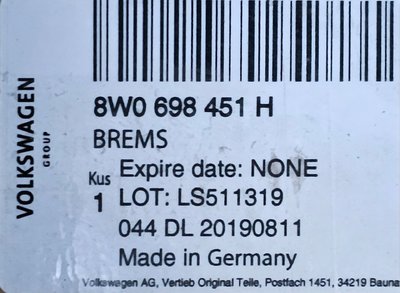 VOLKSWAGEN
GROUP
8W0 698 451 H
BREMS
Expire date: NONE
Kus
1
LOT: LS511319
044 DL 20190811
Made in Germany
Volkswagen AG, Vertieb Original Teile, Postfach 1451, 34219 Bauna